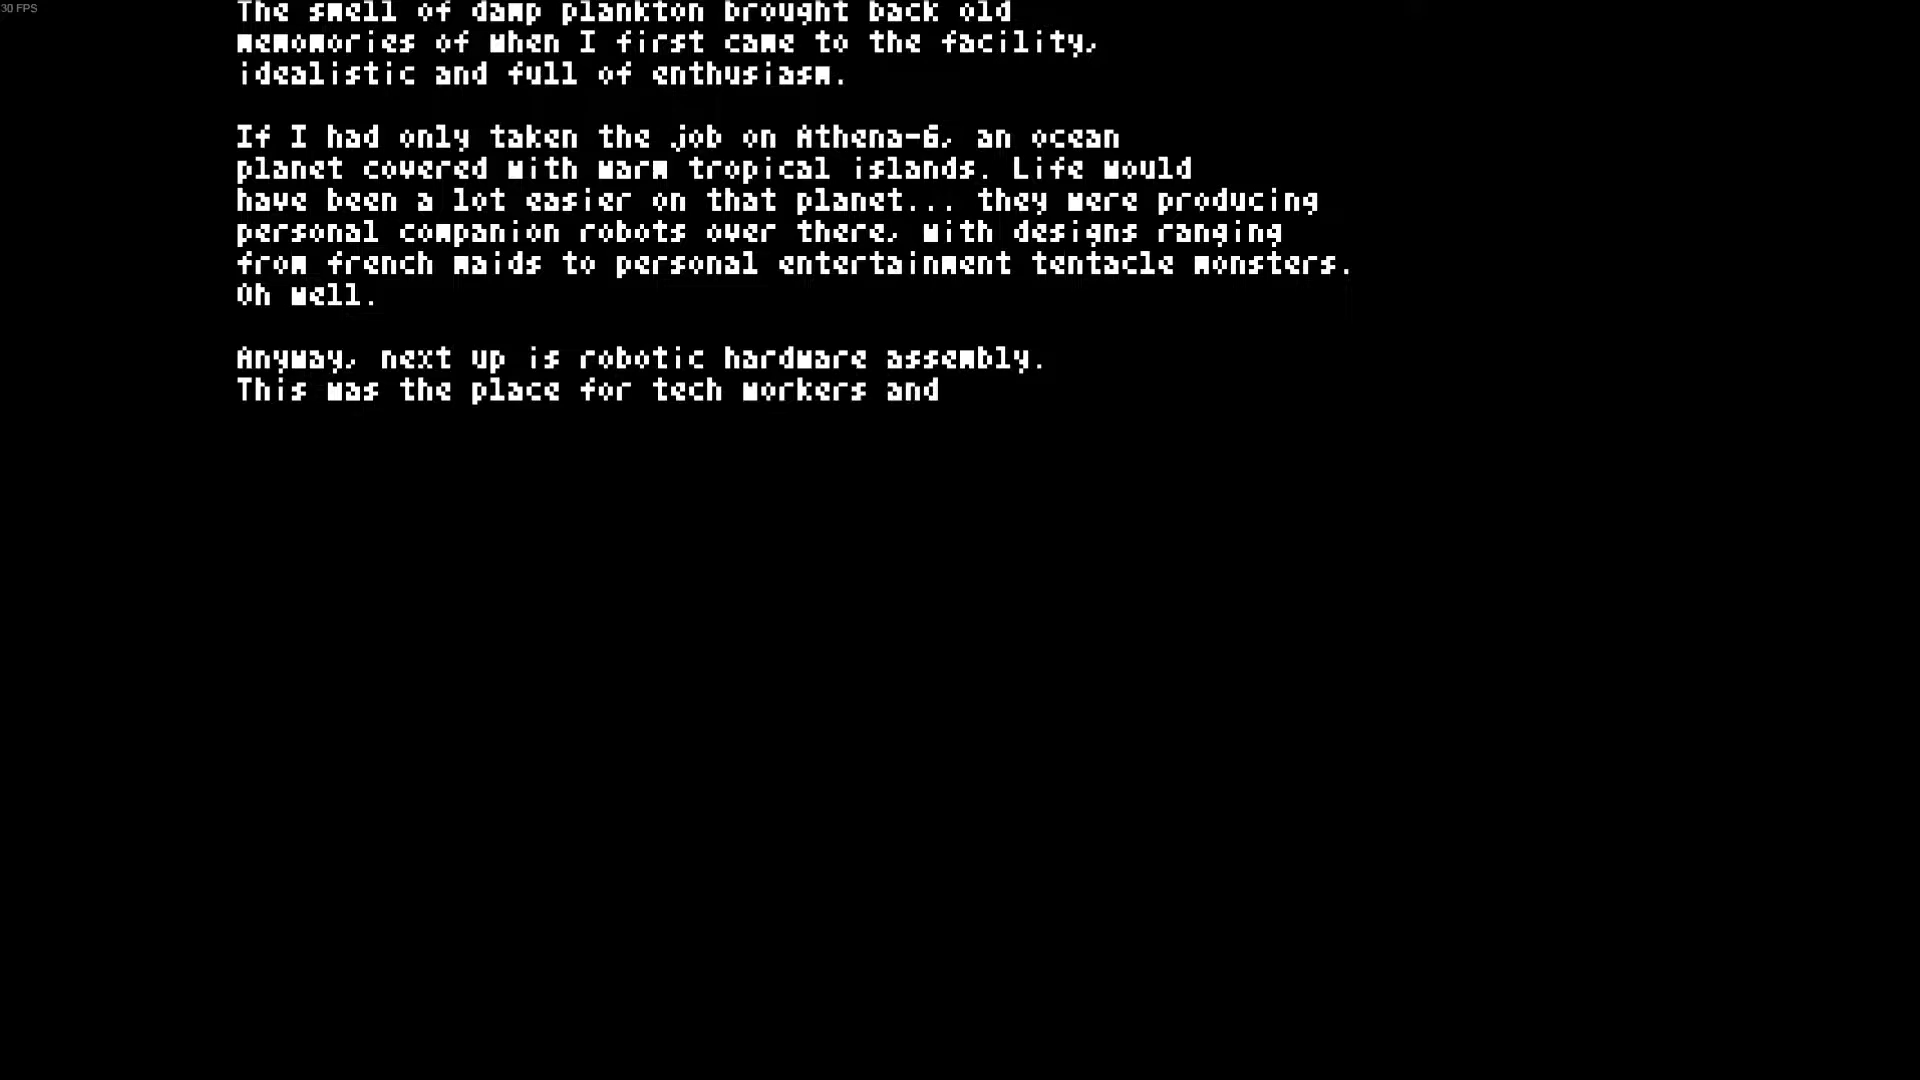 30 FPS
The smell of damp plankton brought back old
memomories of when I first came to the facility,
idealistic and full of enthusiasm.
If I had only taken the job on Athena-6, an ocean
planet covered with warm tropical islands. Life would
have been a lot easier on that planet... they were producing
personal companion robots over there, with designs ranging
from french maids to personal entertainment tentacle monsters.
Oh well.
Anyway, next up is robotic hardware assembly.
This was the place for tech workers and